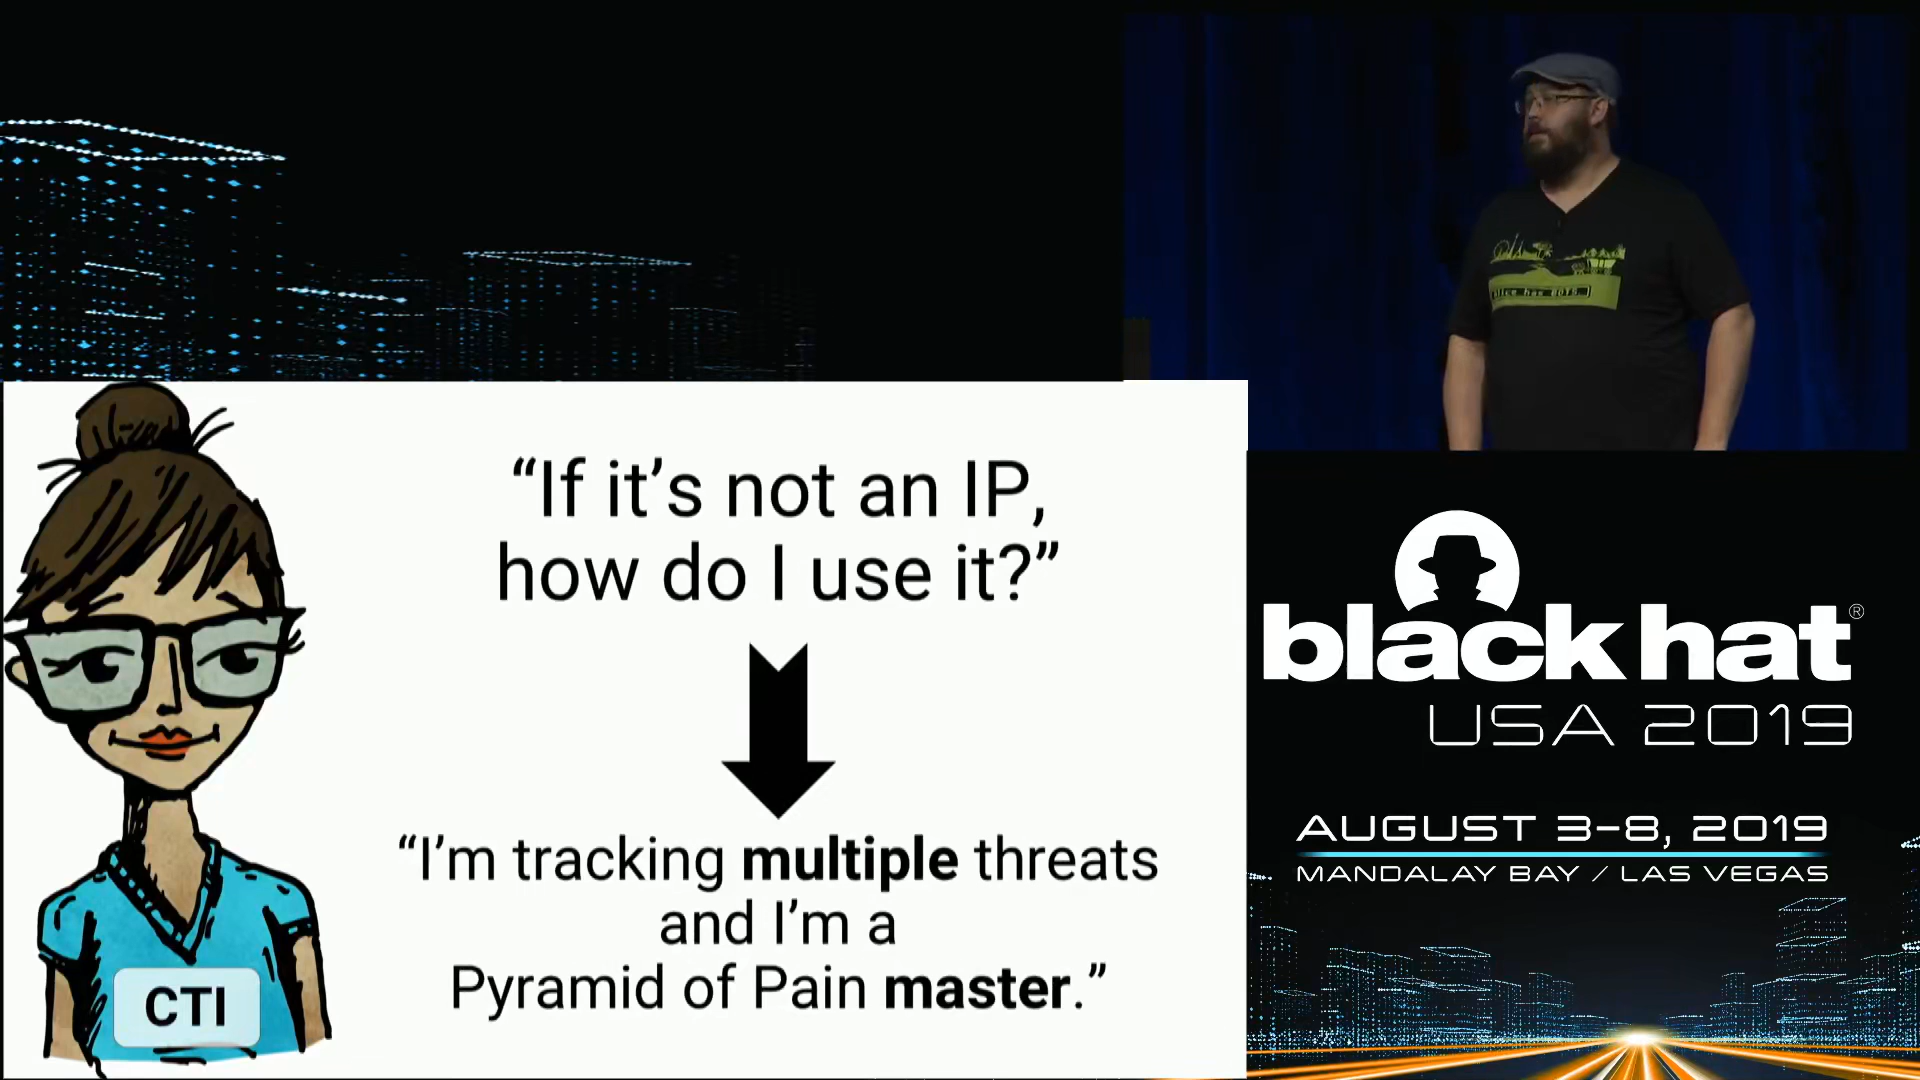 “If it’s not an IP,
how do I use it?”
“I’m tracking multiple threats
and I’m a
Pyramid of Pain master.”
CTI
black hat®
USA 2019
AUGUST 3-8, 2019
MANDALAY BAY / LAS VEGAS